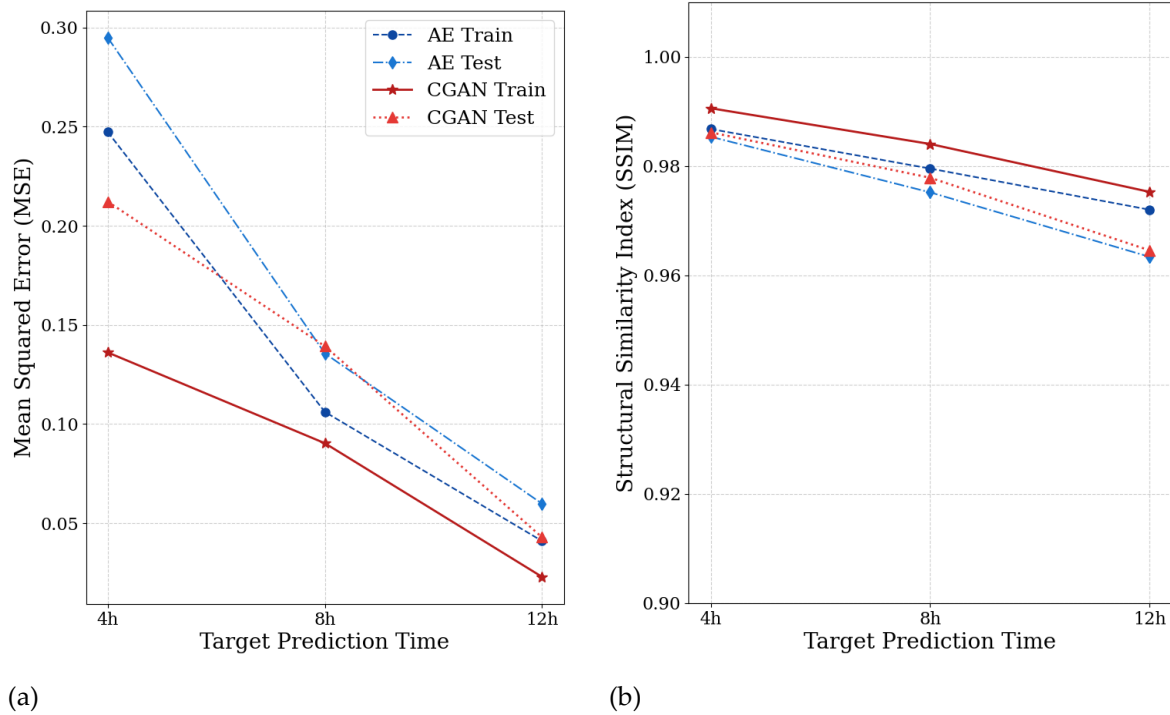 Mean Squared Error (MSE)
0.30
0.25
0.20
0.15
0.10
0.05
4h
8h
12h
Target Prediction Time
AE Train
AE Test
CGAN Train
CGAN Test
(a)
Structural Similarity Index (SSIM)
1.00
0.98
0.96
0.94
0.92
0.90
4h
8h
12h
Target Prediction Time
(b)